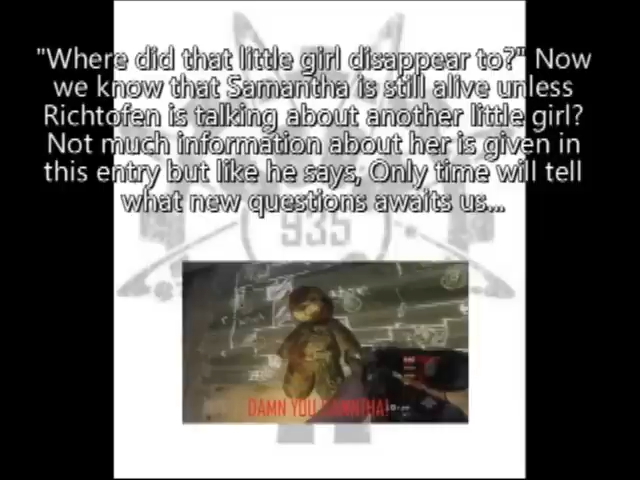 "Where did that little girl disappear to?" Now
we know that Samantha is still alive unless
Richtofen is talking about another little girl?
Not much information about her is given in
this entry but like he says, Only time will tell
what new questions awaits us...
935
DAMN YOU